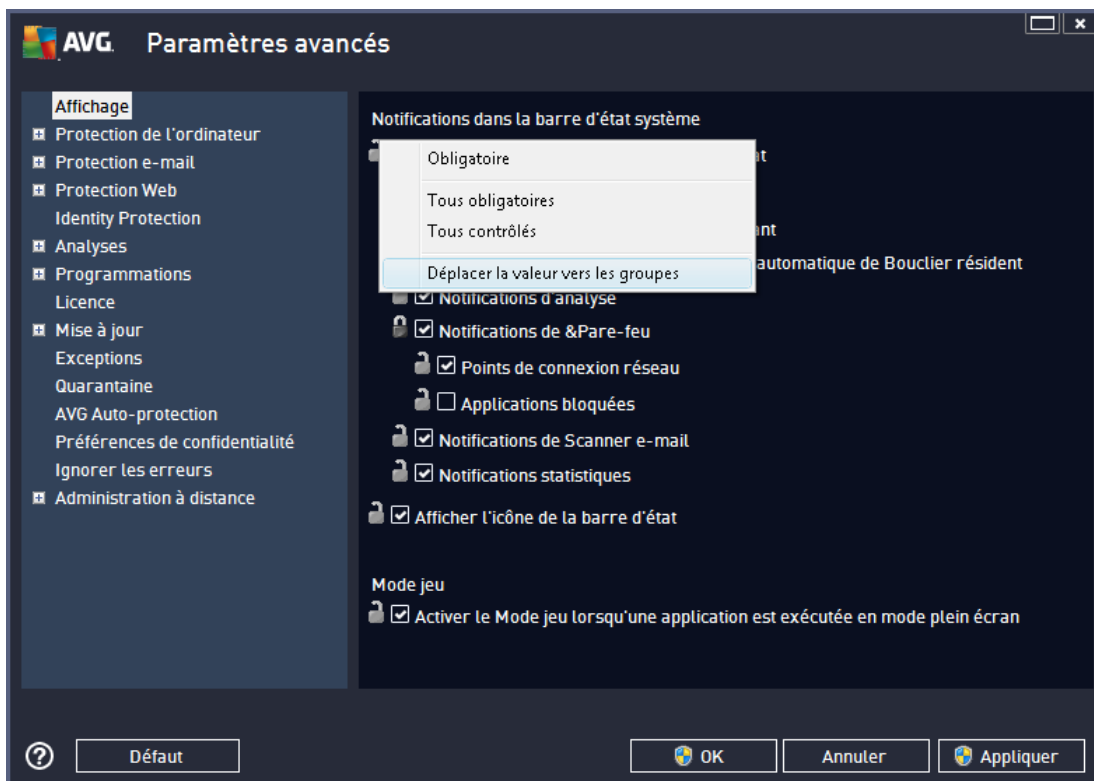 AVG. Paramètres avancés
Affichage
Protection de l'ordinateur
Protection e-mail
Protection Web
Identity Protection
Analyses
Programmations
Licence
Mise à jour
Exceptions
Quarantaine
AVG Auto-protection
Préférences de confidentialité
Ignorer les erreurs
Administration à distance
Notifications dans la barre d'état système
Obligatoire
Tous obligatoires
Tous contrôlés
Déplacer la valeur vers les groupes
automatique de Bouclier résident
Notifications d'analyse
Notifications de &Pare-feu
Points de connexion réseau
Applications bloquées
Notifications de Scanner e-mail
Notifications statistiques
Afficher l'icône de la barre d'état
Mode jeu
Activer le Mode jeu lorsqu'une application est exécutée en mode plein écran
Défaut
OK
Annuler
Appliquer